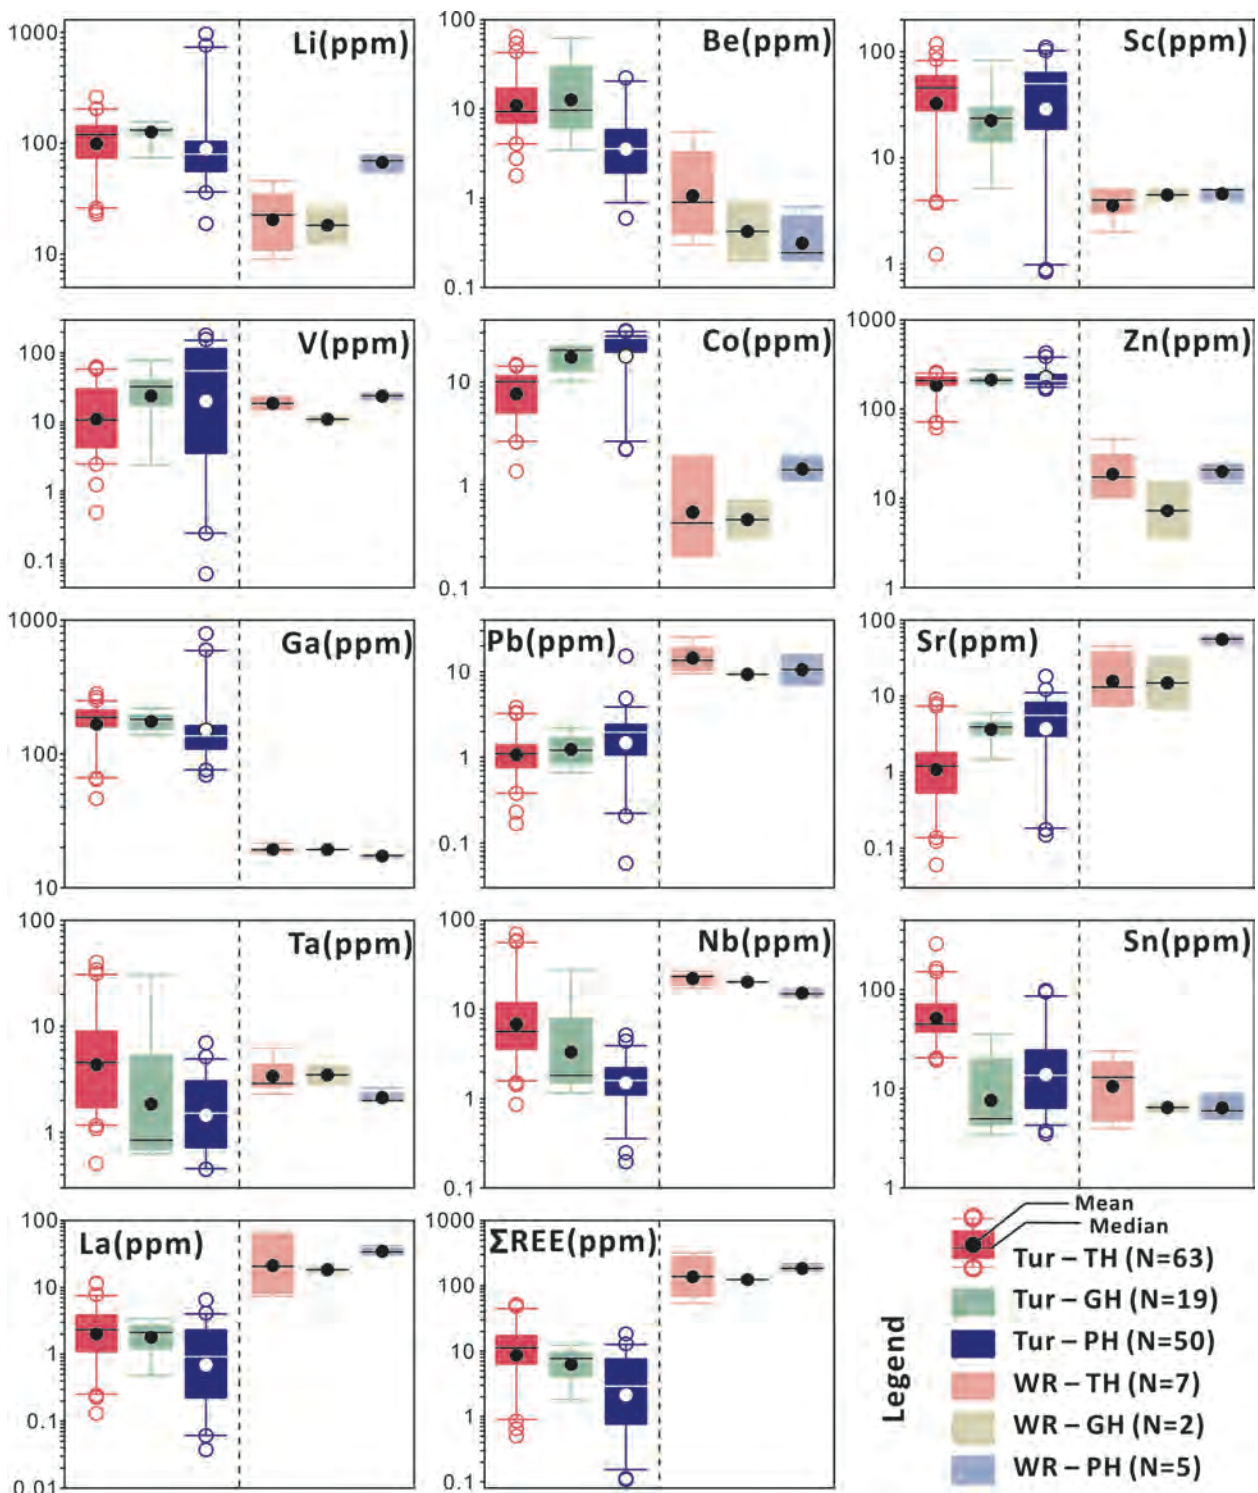 Li(ppm)
1000
100
10
Be(ppm)
100
10
1
0.1
Sc(ppm)
100
10
1
V(ppm)
100
10
1
0.1
Co(ppm)
10
1
0.1
Zn(ppm)
1000
100
10
1
Ga(ppm)
1000
100
10
Pb(ppm)
10
1
0.1
Sr(ppm)
100
10
1
0.1
Ta(ppm)
100
10
1
Nb(ppm)
100
10
1
0.1
Sn(ppm)
100
10
1
La(ppm)
100
10
1
0.1
0.01
ΣREE(ppm)
1000
100
10
1
0.1
Legend
Mean
Median
Tur – TH (N=63)
Tur – GH (N=19)
Tur – PH (N=50)
WR – TH (N=7)
WR – GH (N=2)
WR – PH (N=5)